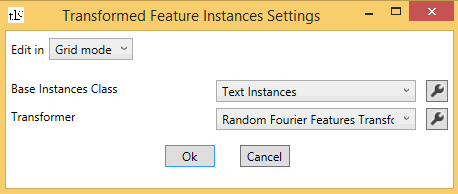 Transformed Feature Instances Settings
Edit in Grid mode
Base Instances Class Text Instances
Transformer Random Fourier Features Transfo
Ok Cancel